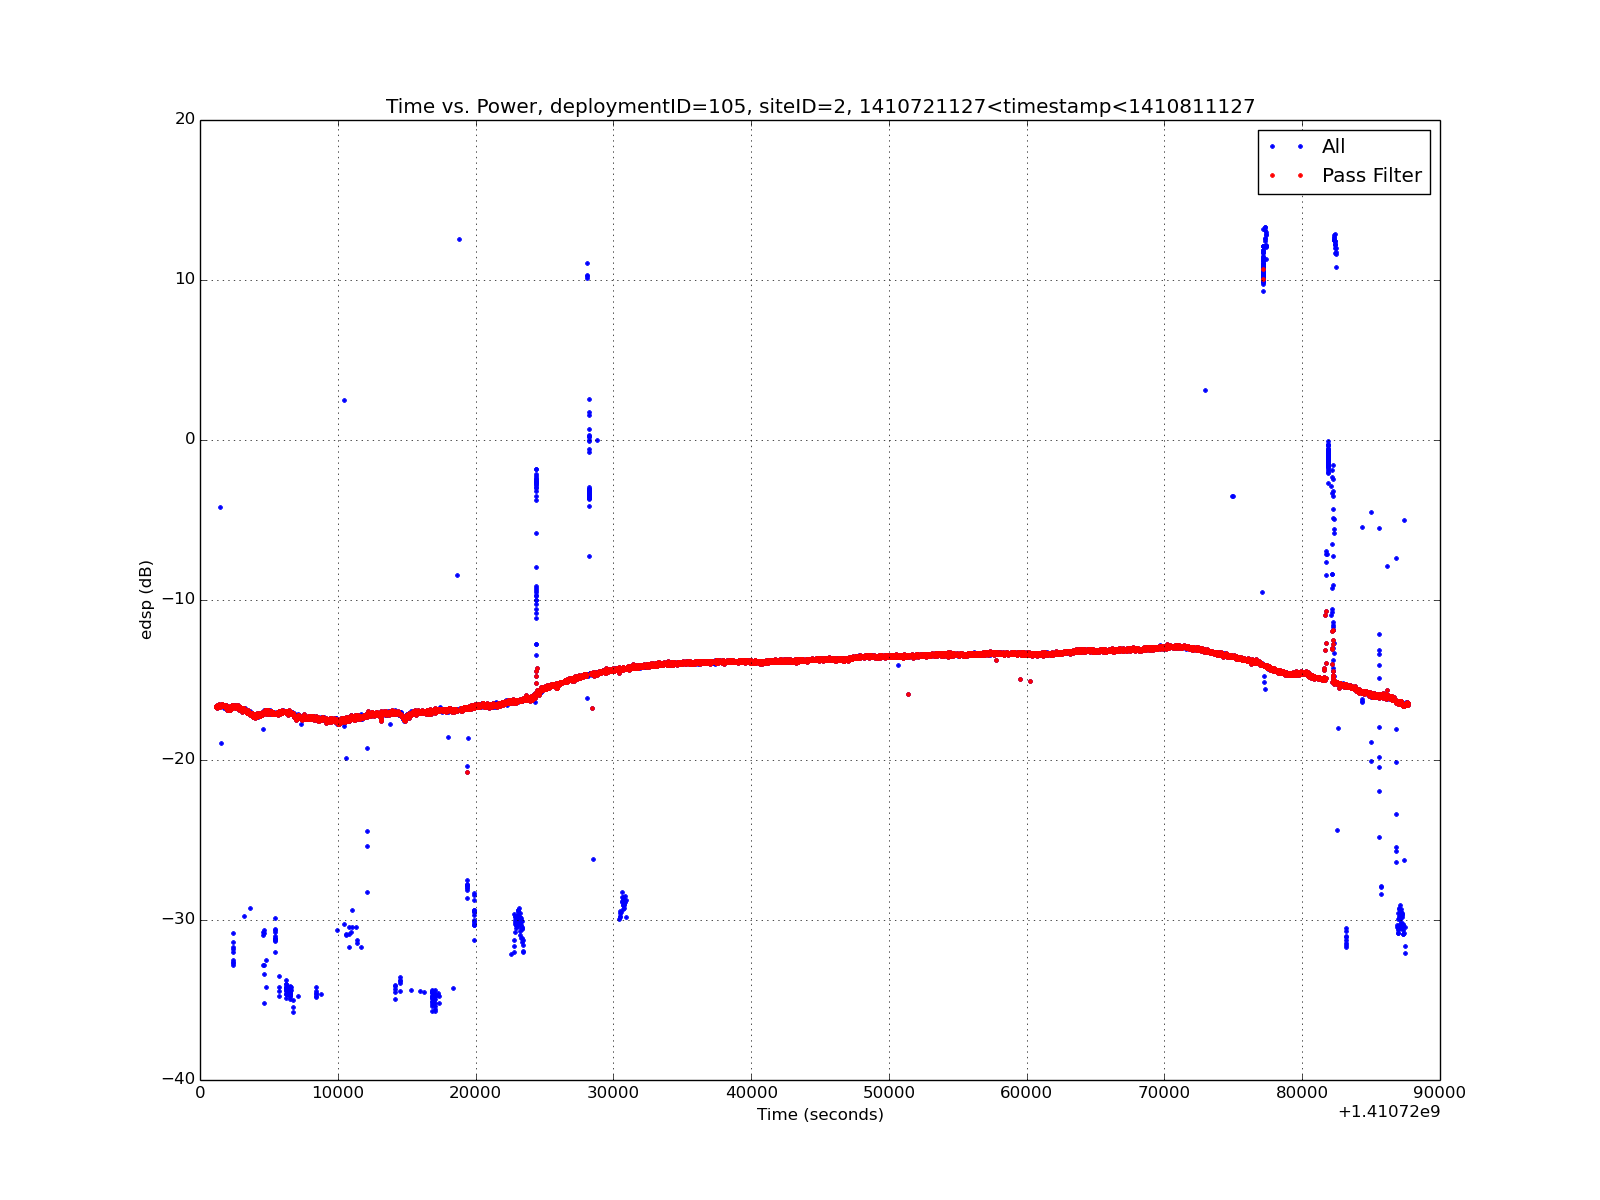 Time vs. Power, deploymentID=105, siteID=2, 1410721127<timestamp<1410811127
All
Pass Filter
edsp (dB)
20
10
0
−10
−20
−30
−40
0 10000 20000 30000 40000 50000 60000 70000 80000 90000
+1.41072e9
Time (seconds)